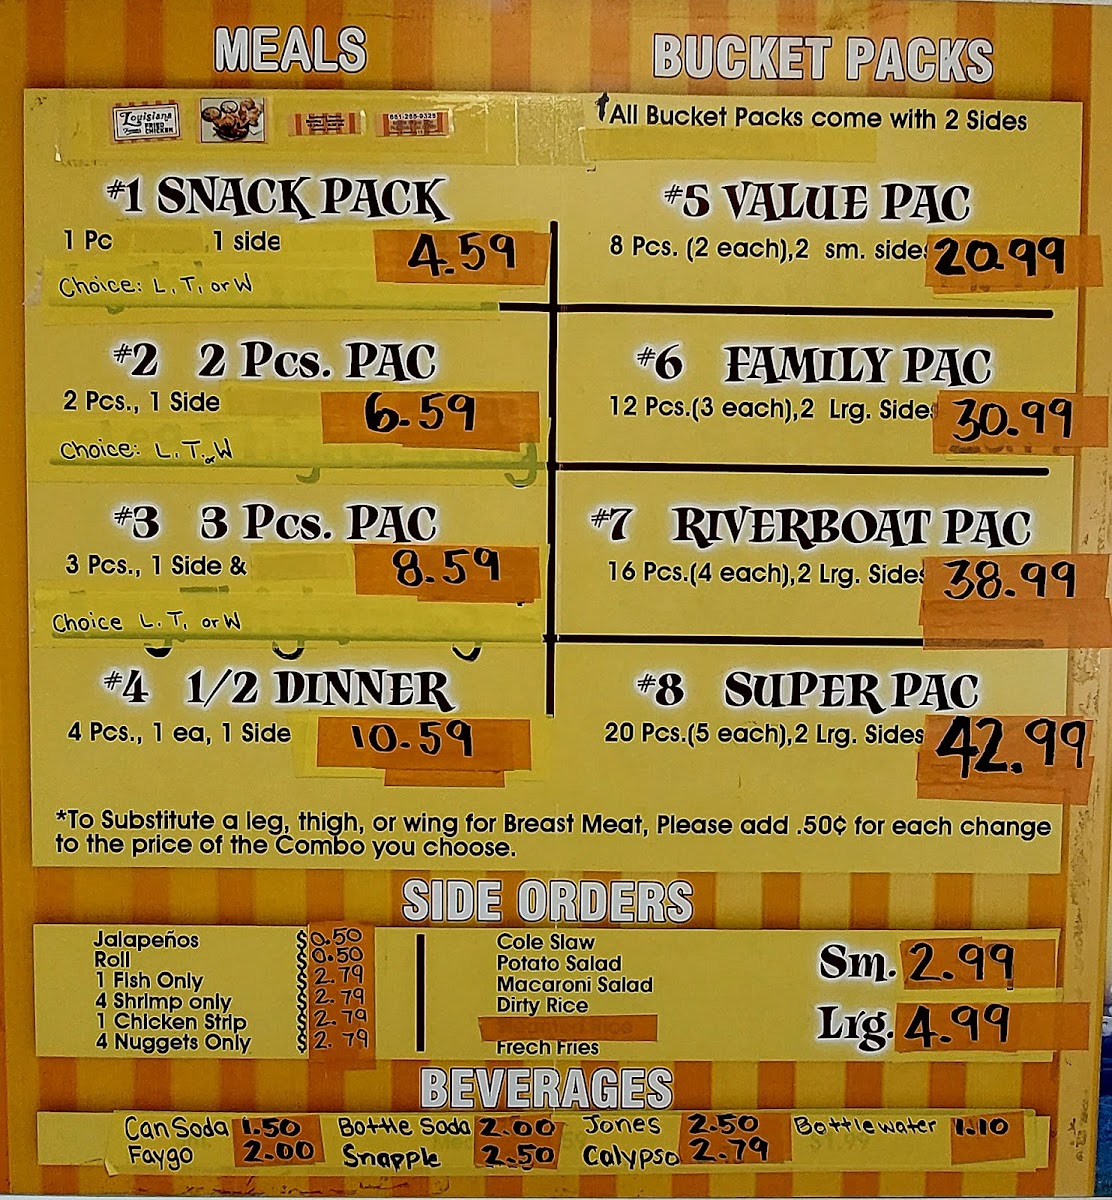 MEALS
Louisiana
Famous FRIED CHICKEN
661-266-9325
#1 SNACK PACK
1 Pc 1 side
4.59
Choice: L, T, or W
#2 2 Pcs. PAC
2 Pcs., 1 Side
6.59
Choice: L, T, or W
#3 3 Pcs. PAC
3 Pcs., 1 Side &
8.59
Choice L, T, or W
#4 1/2 DINNER
4 Pcs., 1 ea, 1 Side
10.59
BUCKET PACKS
All Bucket Packs come with 2 Sides
#5 VALUE PAC
8 Pcs. (2 each),2 sm. sides 20.99
#6 FAMILY PAC
12 Pcs.(3 each),2 Lrg. Sides 30.99
#7 RIVERBOAT PAC
16 Pcs.(4 each),2 Lrg. Sides 38.99
#8 SUPER PAC
20 Pcs.(5 each),2 Lrg. Sides 42.99
*To Substitute a leg, thigh, or wing for Breast Meat, Please add .50¢ for each change
to the price of the Combo you choose.
SIDE ORDERS
Jalapeños $ 0.50
Roll $ 0.50
1 Fish Only $ 2.79
4 Shrimp only $ 2.79
1 Chicken Strip $ 2.79
4 Nuggets Only $ 2.79
Cole Slaw
Potato Salad
Macaroni Salad
Dirty Rice
Frech Fries
Sm. 2.99
Lrg. 4.99
BEVERAGES
Can Soda 1.50 Bottle Soda 2.00 Jones 2.50 Bottle water 1.10
Faygo 2.00 Snapple 2.50 Calypso 2.79